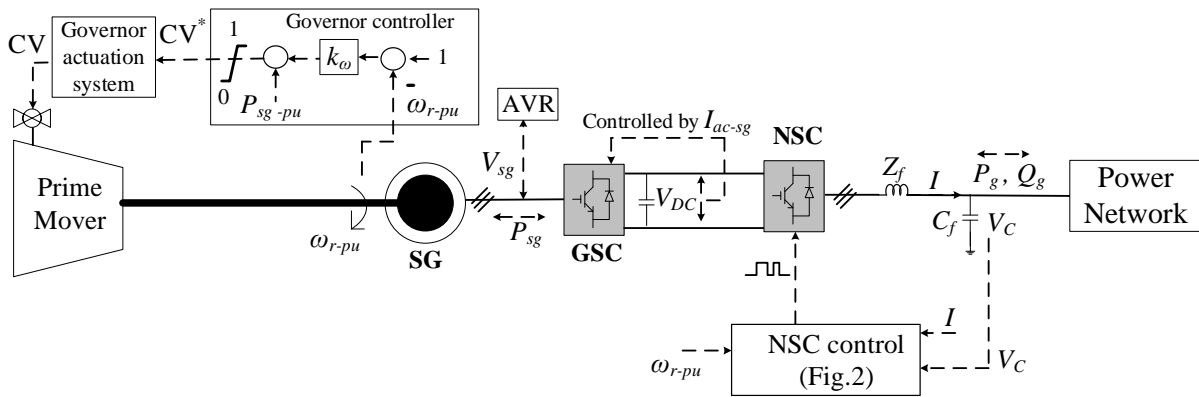 CV
Governor
actuation
system
CV*
1
0
Governor controller
kω
1
-
Psg-pu
ωr-pu
AVR
Vsg
Controlled by Iac-sg
NSC
Zf
I
Pg, Qg
Prime
Mover
ωr-pu
SG
Psg
GSC
VDC
Cf
VC
Power
Network
ωr-pu
NSC control
(Fig.2)
I
VC